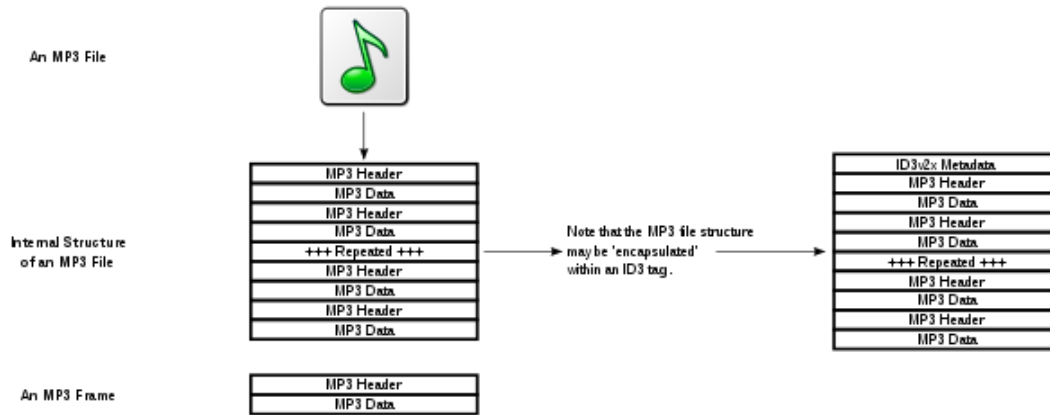 An MP3 File
MP3 Header
MP3 Data
MP3 Header
MP3 Data
+++ Repeated +++
MP3 Header
MP3 Data
MP3 Header
MP3 Data
Internal Structure
of an MP3 File
Note that the MP3 file structure
may be 'encapsulated'
within an ID3 tag.
ID3v2x Metadata
MP3 Header
MP3 Data
MP3 Header
MP3 Data
+++ Repeated +++
MP3 Header
MP3 Data
MP3 Header
MP3 Data
An MP3 Frame
MP3 Header
MP3 Data